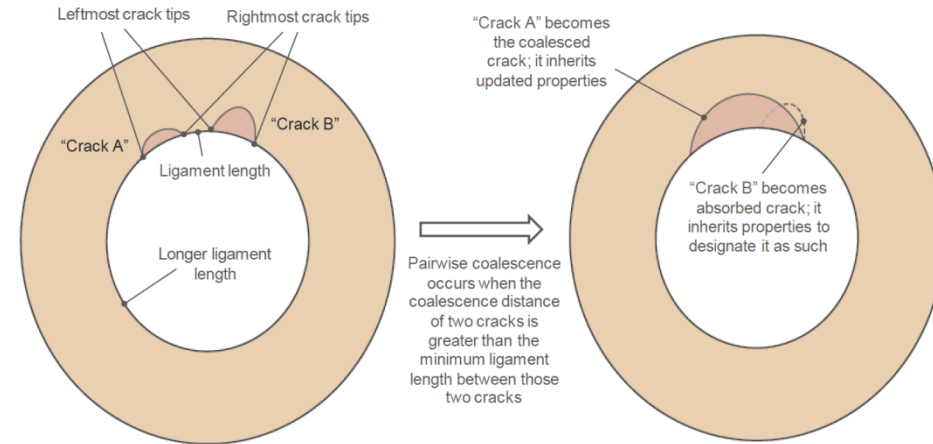 Leftmost crack tips
Rightmost crack tips
“Crack A”
“Crack B”
Ligament length
Longer ligament
length
Pairwise coalescence
occurs when the
coalescence distance
of two cracks is
greater than the
minimum ligament
length between those
two cracks
“Crack A” becomes
the coalesced
crack; it inherits
updated properties
“Crack B” becomes
absorbed crack; it
inherits properties to
designate it as such